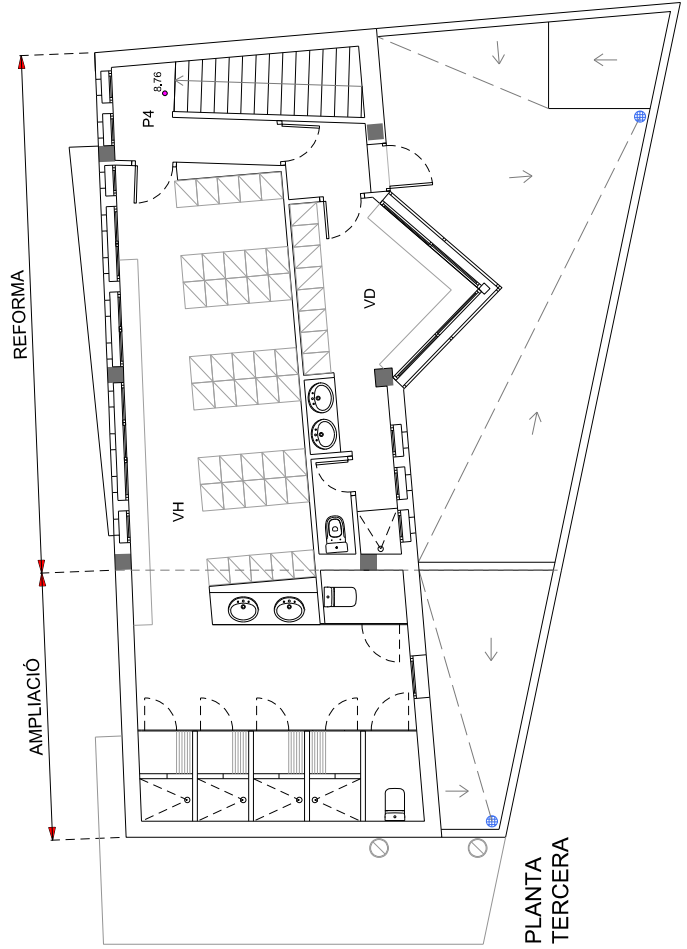 REFORMA
AMPLIACIÓ
P4
8,76
VD
VH
PLANTA
TERCERA